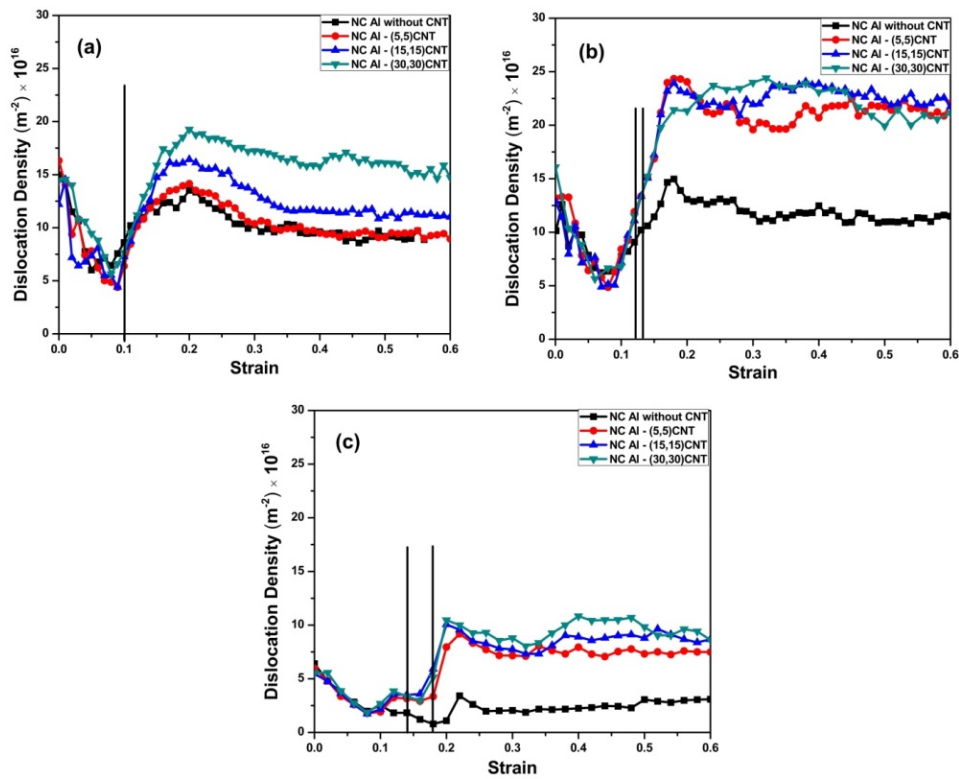 (a)
NC Al without CNT
NC Al - (5,5)CNT
NC Al - (15,15)CNT
NC Al - (30,30)CNT
Dislocation Density (m⁻²) × 10¹⁶
30
25
20
15
10
5
0
0.0 0.1 0.2 0.3 0.4 0.5 0.6
Strain
(b)
NC Al without CNT
NC Al - (5,5)CNT
NC Al - (15,15)CNT
NC Al - (30,30)CNT
Dislocation Density (m⁻²) × 10¹⁶
30
25
20
15
10
5
0
0.0 0.1 0.2 0.3 0.4 0.5 0.6
Strain
(c)
NC Al without CNT
NC Al - (5,5)CNT
NC Al - (15,15)CNT
NC Al - (30,30)CNT
Dislocation Density (m⁻²) × 10¹⁶
30
25
20
15
10
5
0
0.0 0.1 0.2 0.3 0.4 0.5 0.6
Strain